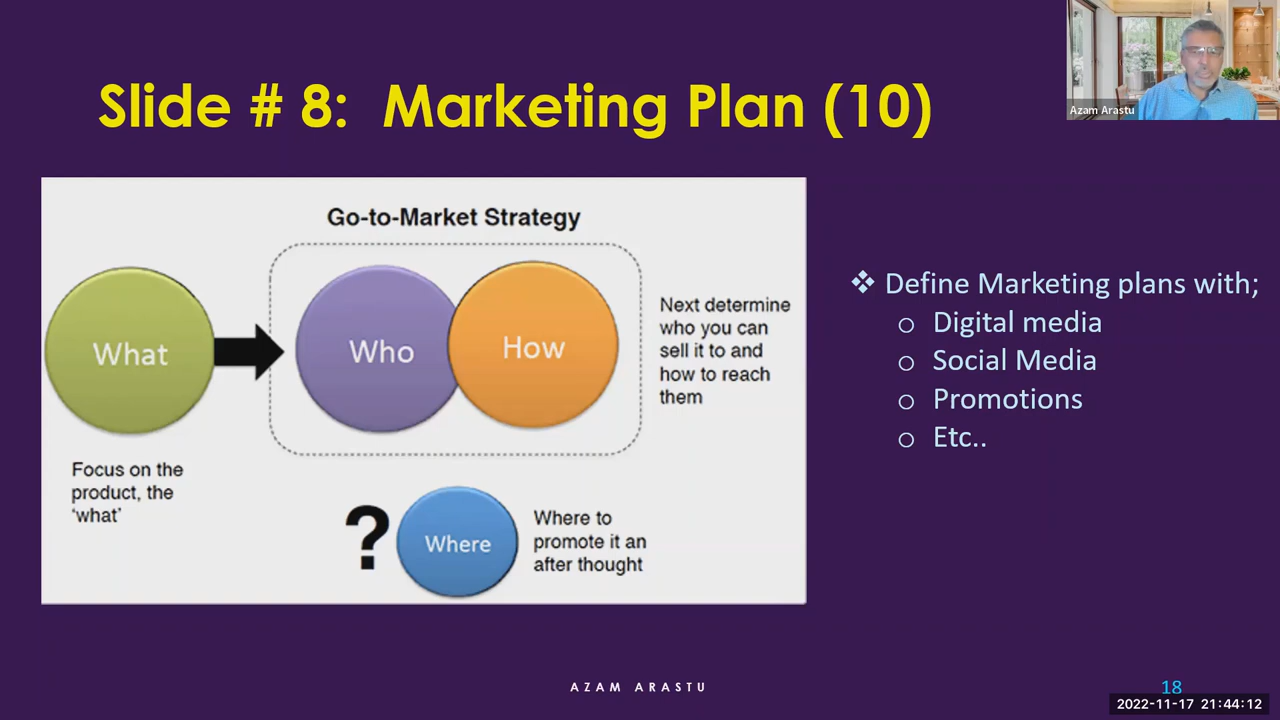 Slide # 8: Marketing Plan (10)
Azam Arastu
Go-to-Market Strategy
What
Who
How
Next determine
who you can
sell it to and
how to reach
them
Focus on the
product, the
‘what’
?
Where
Where to
promote it an
after thought
❖ Define Marketing plans with;
o Digital media
o Social Media
o Promotions
o Etc..
AZAM ARASTU
18
2022-11-17 21:44:12